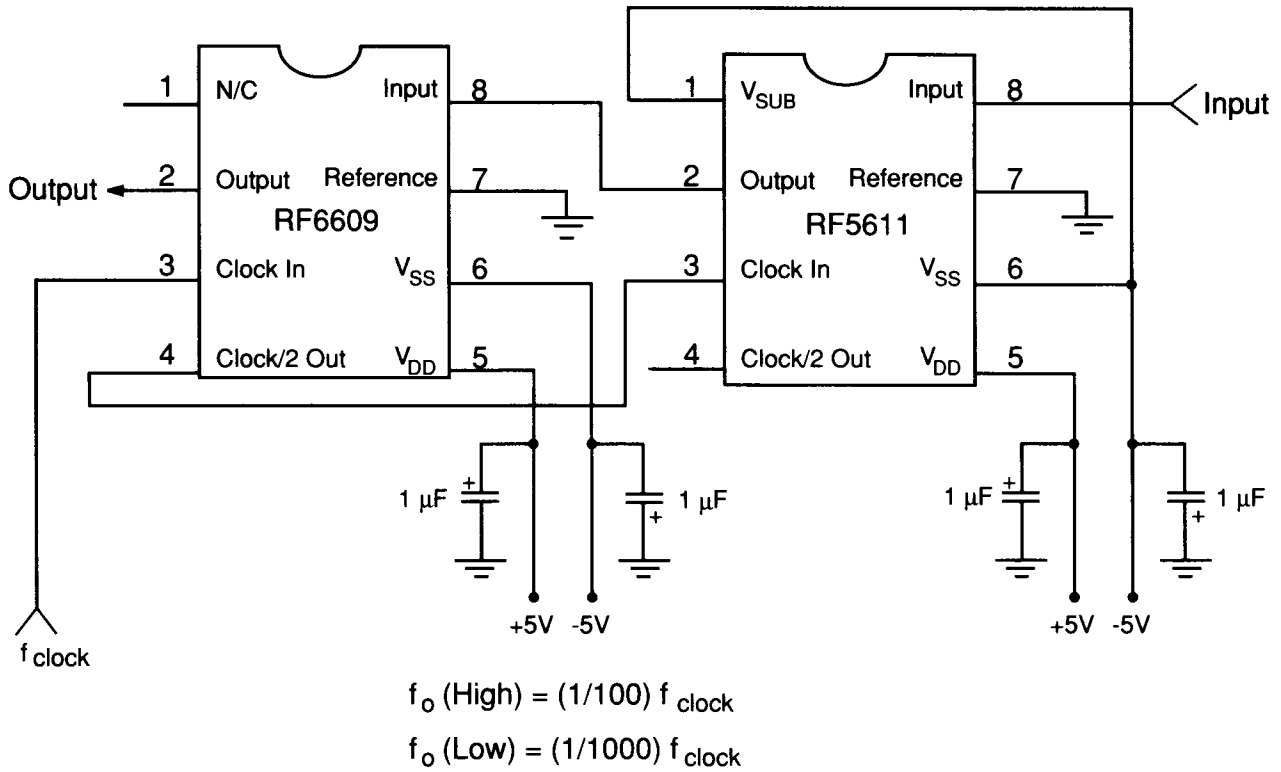 1 N/C Input 8
Output 2 Output Reference 7
RF6609
3 Clock In VSS 6
4 Clock/2 Out VDD 5
1 VSUB Input 8 Input
2 Output Reference 7
RF5611
3 Clock In VSS 6
4 Clock/2 Out VDD 5
+ 1 µF
+ 1 µF
+ 1 µF
+ 1 µF
+5V -5V
+5V -5V
f clock
fo (High) = (1/100) f clock
fo (Low) = (1/1000) f clock